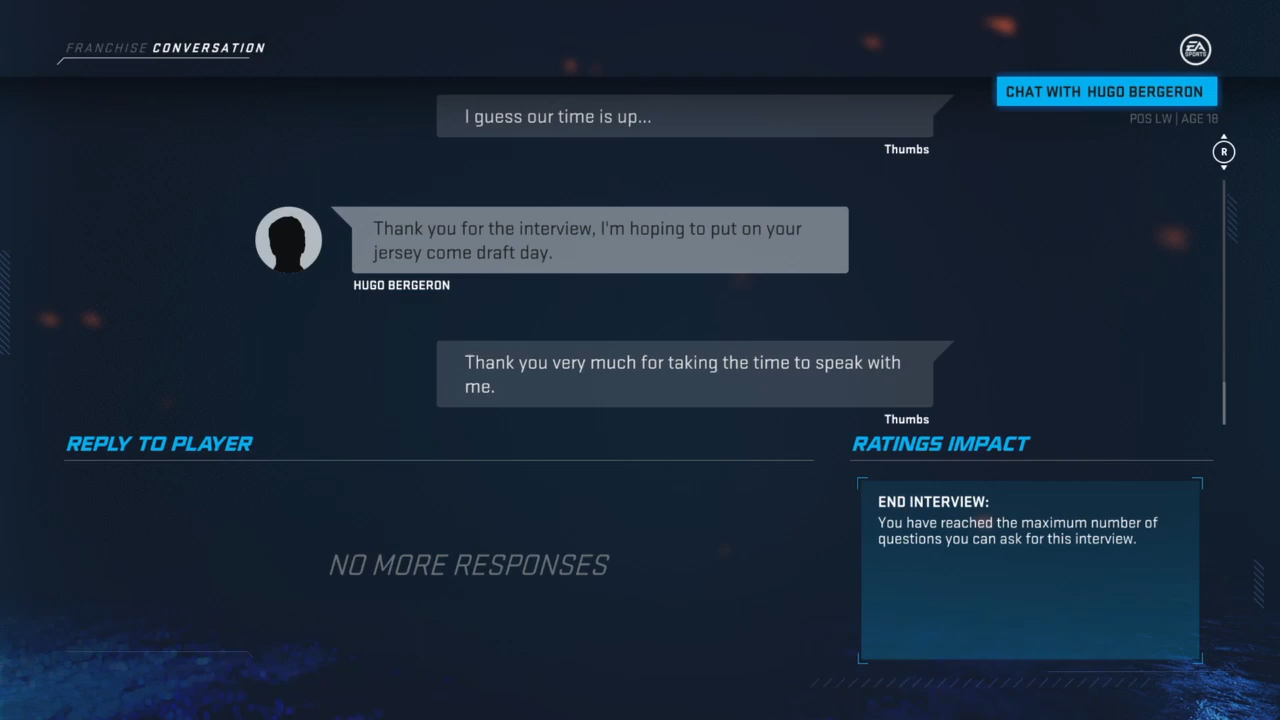 FRANCHISE CONVERSATION
EA
SPORTS
CHAT WITH HUGO BERGERON
POS LW | AGE 18
R
I guess our time is up...
Thumbs
Thank you for the interview, I'm hoping to put on your
jersey come draft day.
HUGO BERGERON
Thank you very much for taking the time to speak with
me.
Thumbs
REPLY TO PLAYER
NO MORE RESPONSES
RATINGS IMPACT
END INTERVIEW:
You have reached the maximum number of
questions you can ask for this interview.